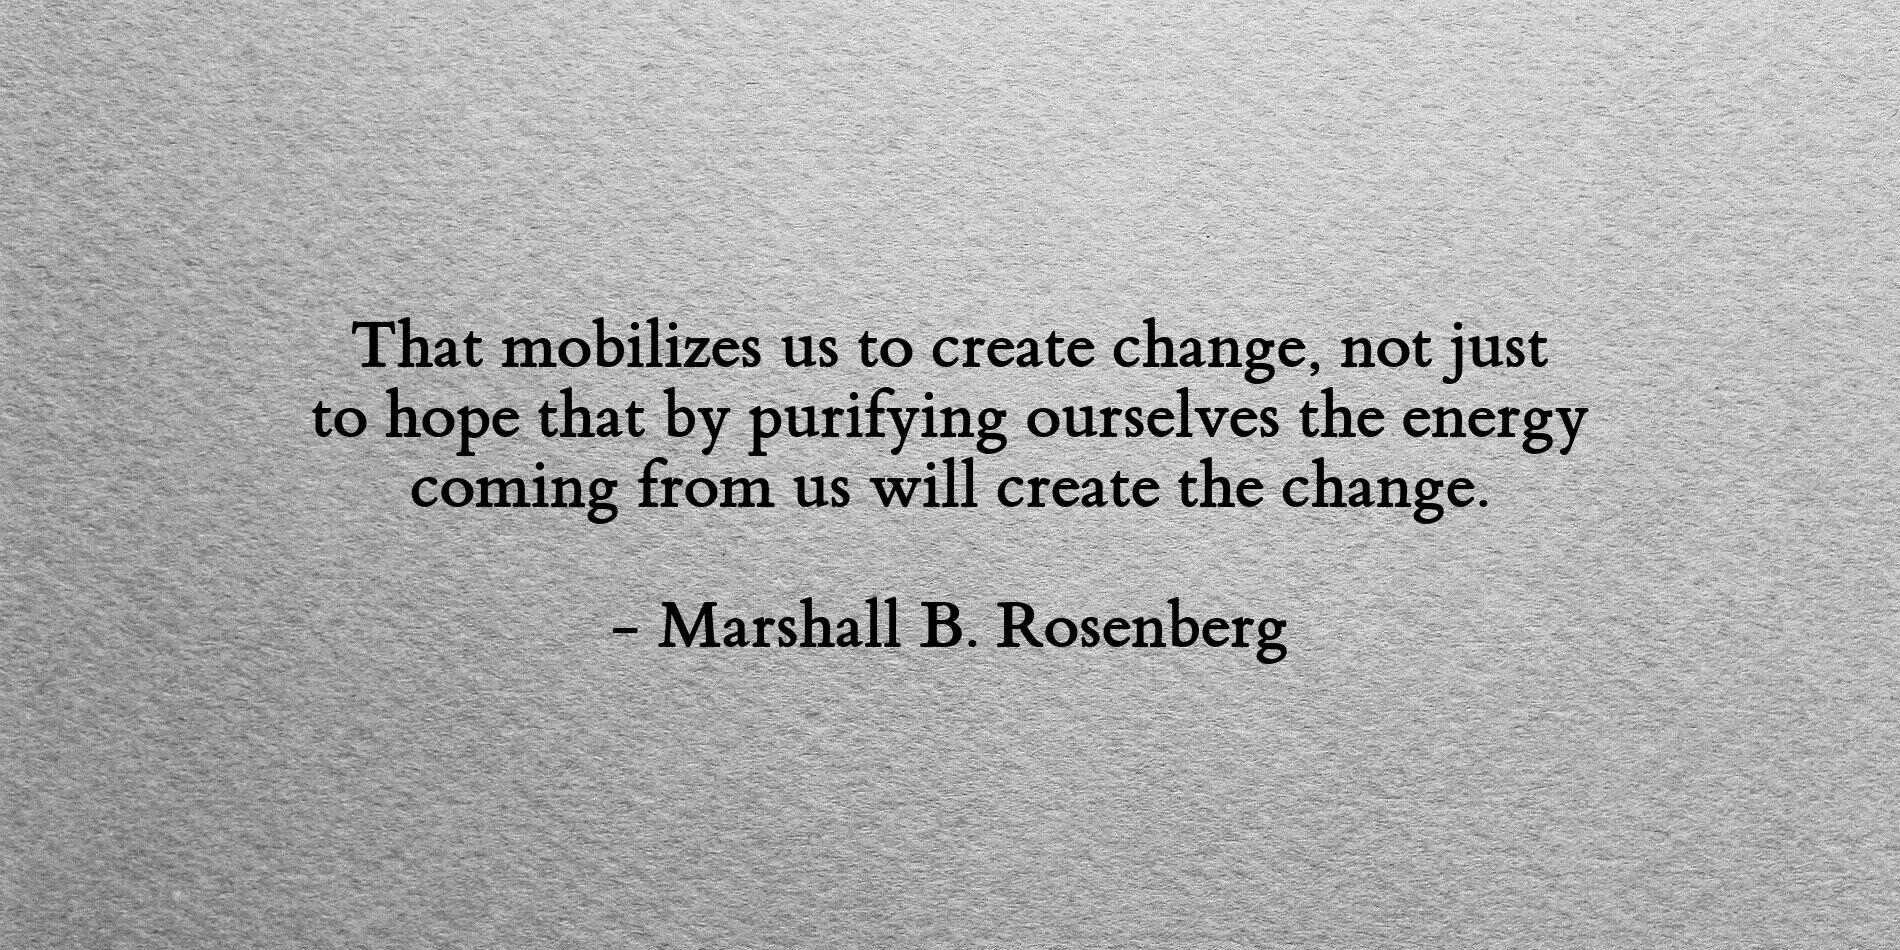 That mobilizes us to create change, not just
to hope that by purifying ourselves the energy
coming from us will create the change.
- Marshall B. Rosenberg